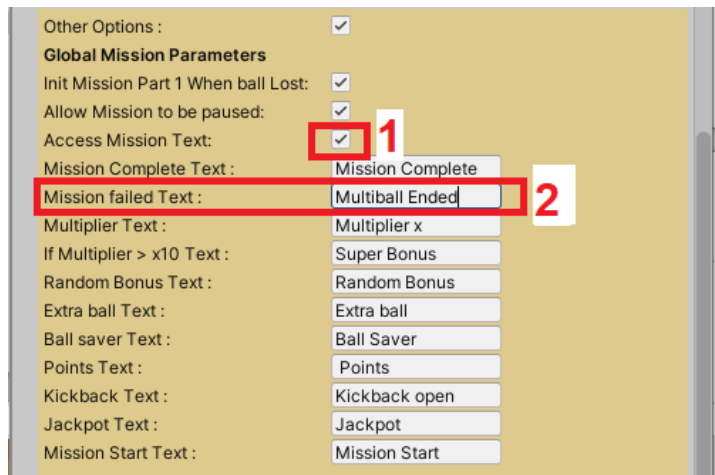 Other Options :
Global Mission Parameters
Init Mission Part 1 When ball Lost:
Allow Mission to be paused:
Access Mission Text: 1
Mission Complete Text : Mission Complete
Mission failed Text : Multiball Ended 2
Multiplier Text : Multiplier x
If Multiplier > x10 Text : Super Bonus
Random Bonus Text : Random Bonus
Extra ball Text : Extra ball
Ball saver Text : Ball Saver
Points Text : Points
Kickback Text : Kickback open
Jackpot Text : Jackpot
Mission Start Text : Mission Start